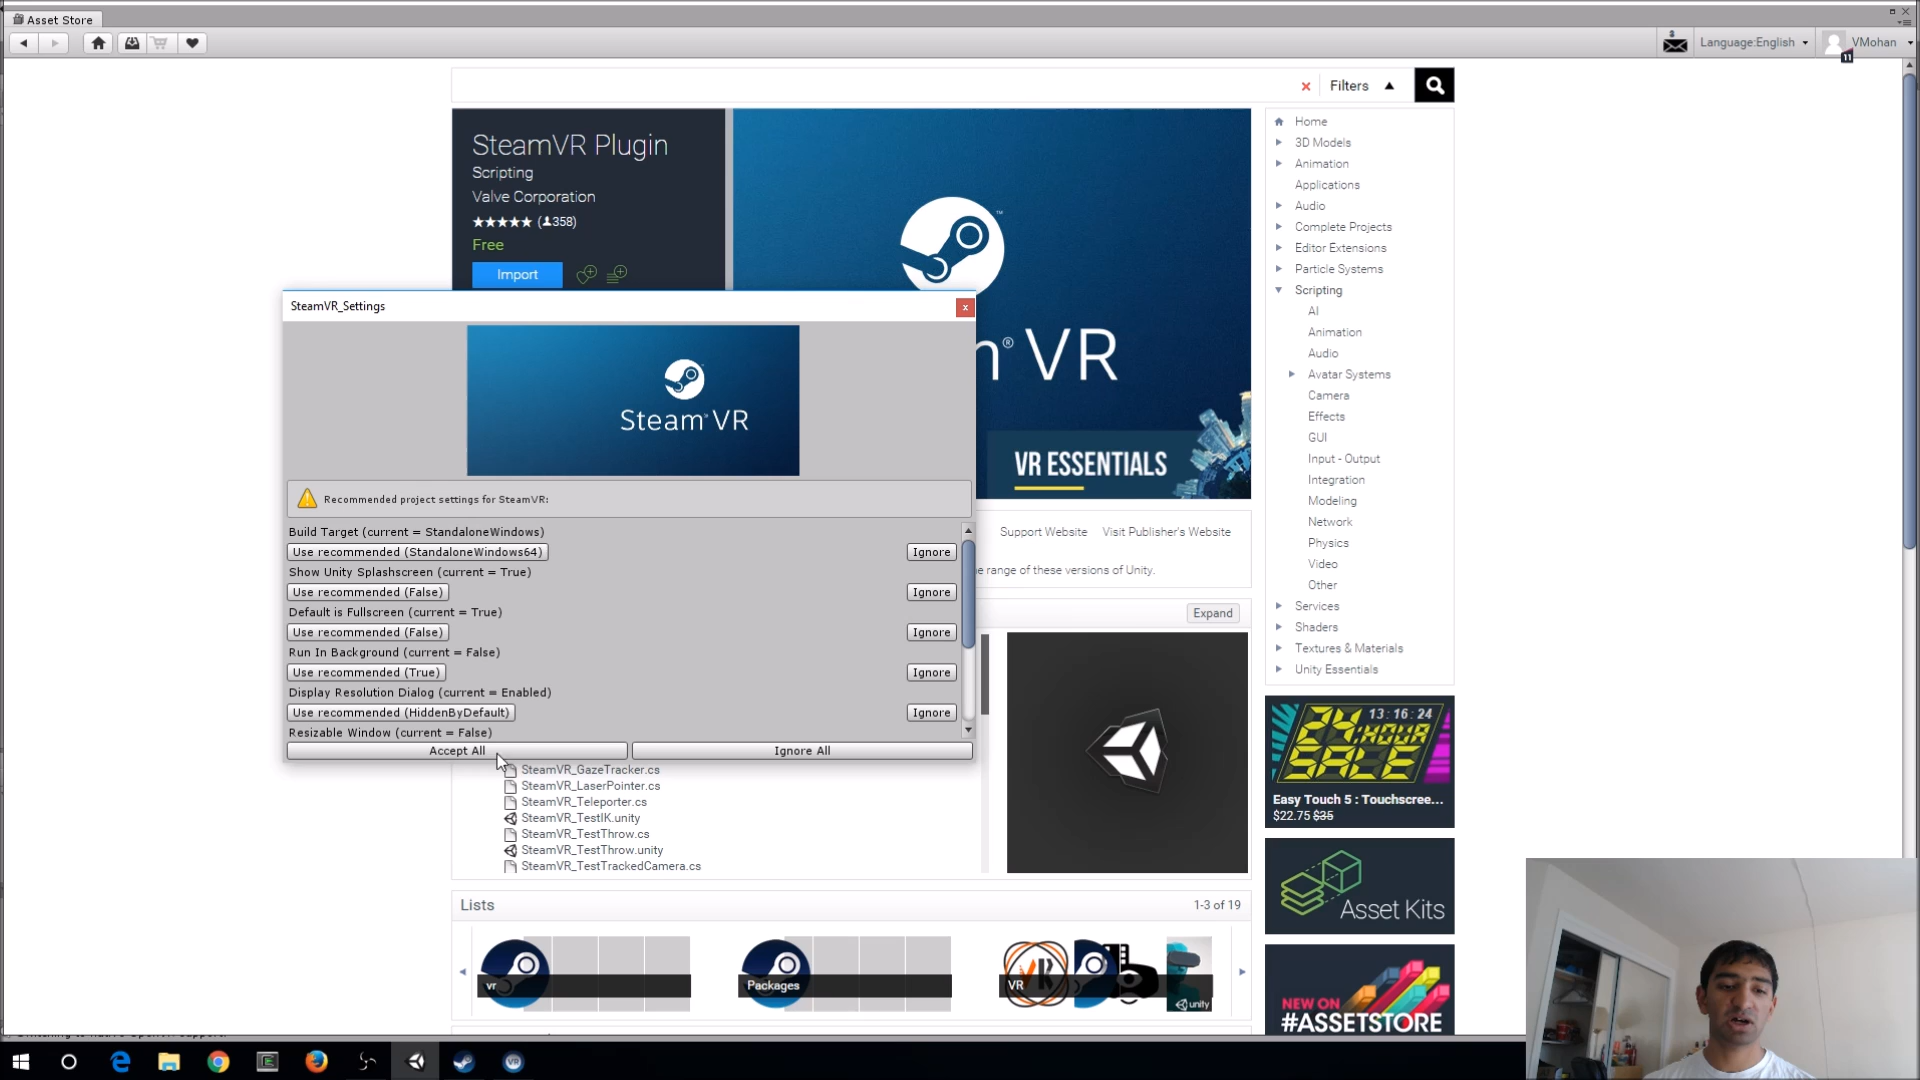 Asset Store
3
Language:English
VMohan
11
Filters
SteamVR Plugin
Scripting
Valve Corporation
★★★★★ (358)
Free
Import
VR
VR ESSENTIALS
SteamVR_Settings
x
Steam VR
Recommended project settings for SteamVR:
Build Target (current = StandaloneWindows)
Use recommended (StandaloneWindows64)
Ignore
Show Unity Splashscreen (current = True)
Use recommended (False)
Ignore
Default is Fullscreen (current = True)
Use recommended (False)
Ignore
Run In Background (current = False)
Use recommended (True)
Ignore
Display Resolution Dialog (current = Enabled)
Use recommended (HiddenByDefault)
Ignore
Resizable Window (current = False)
Accept All
Ignore All
Support Website
Visit Publisher's Website
range of these versions of Unity.
Expand
SteamVR_GazeTracker.cs
SteamVR_LaserPointer.cs
SteamVR_Teleporter.cs
SteamVR_TestIK.unity
SteamVR_TestThrow.cs
SteamVR_TestThrow.unity
SteamVR_TestTrackedCamera.cs
Lists
1-3 of 19
vr
Packages
VR
unity
Home
3D Models
Animation
Applications
Audio
Complete Projects
Editor Extensions
Particle Systems
Scripting
AI
Animation
Audio
Avatar Systems
Camera
Effects
GUI
Input - Output
Integration
Modeling
Network
Physics
Video
Other
Services
Shaders
Textures & Materials
Unity Essentials
13:16:24
24 HOUR
SALE
Easy Touch 5 : Touchscree...
$22.75 $35
Asset Kits
NEW ON
#ASSETSTORE